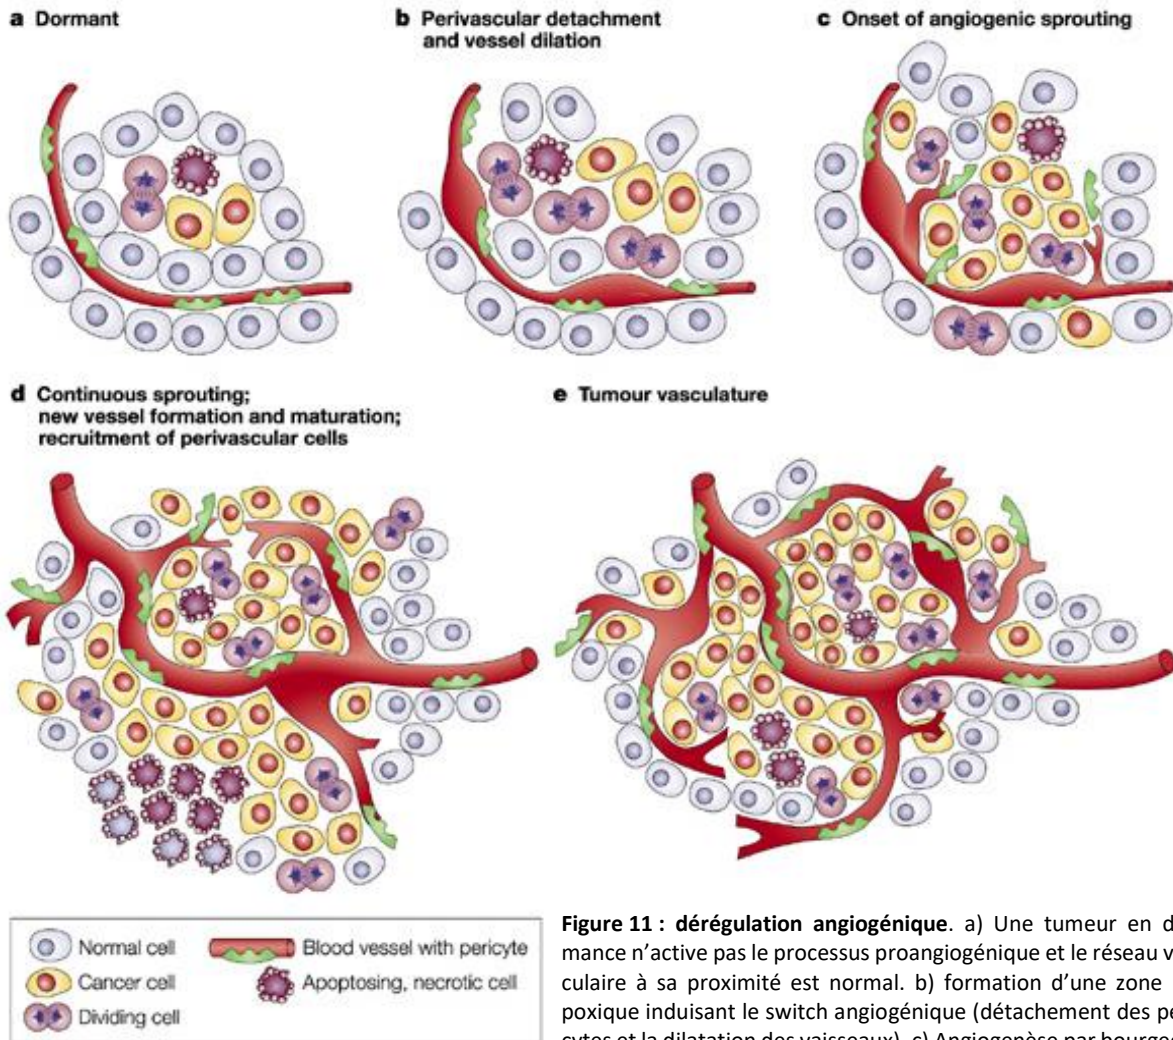 a Dormant
b Perivascular detachment
and vessel dilation
c Onset of angiogenic sprouting
d Continuous sprouting;
new vessel formation and maturation;
recruitment of perivascular cells
e Tumour vasculature
Normal cell
Cancer cell
Dividing cell
Blood vessel with pericyte
Apoptosing, necrotic cell
Figure 11 : dérégulation angiogénique. a) Une tumeur en d
mance n’active pas le processus proangiogénique et le réseau v
culaire à sa proximité est normal. b) formation d’une zone
poxique induisant le switch angiogénique (détachement des pe
cytes et la dilatation des vaisseaux). c) Angiogenèse par bourge